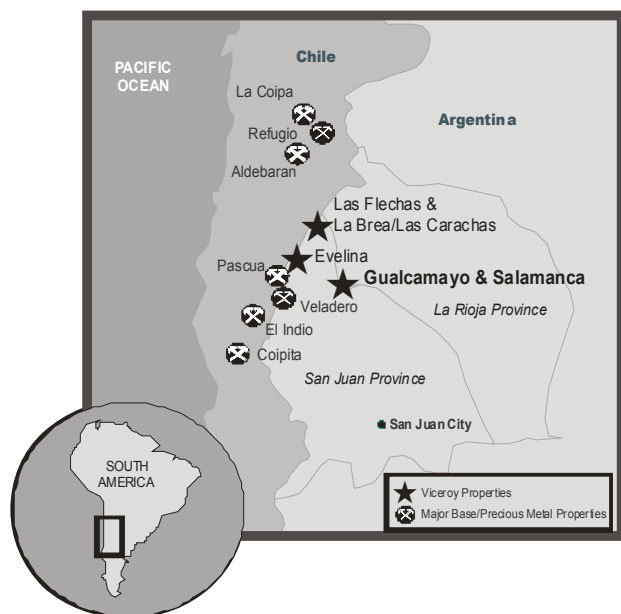 PACIFIC
OCEAN
Chile
Argentina
La Coipa
Refugio
Aldebaran
Las Flechas &
La Brea/Las Carachas
Evelina
Pascua
Gualcamayo & Salamanca
Veladero
La Rioja Province
El Indio
Coipita
San Juan Province
San Juan City
SOUTH
AMERICA
Viceroy Properties
Major Base/Precious Metal Properties